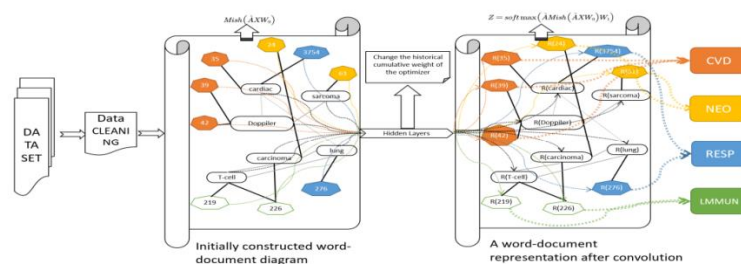 Mish(ÂXW₀)
Z = softmax(ÂMish(ÂXW₀)W₁)
DA
TA
SET
Data
CLEANI
NG
35
24
3754
cardiac
sarcoma
39
Doppller
42
carcinoma
lung
T-cell
276
219
226
Initially constructed word-
document diagram
Change the historical
cumulative weight of
the optimizer
Hidden Layers
R(35)
R(3754)
R(cardiac)
R(sarcoma)
R(39)
R(Doppller)
R(42)
R(carcinoma)
R(lung)
R(T-cell)
R(276)
R(219)
R(226)
A word-document
representation after convolution
CVD
NEO
RESP
LMMUN